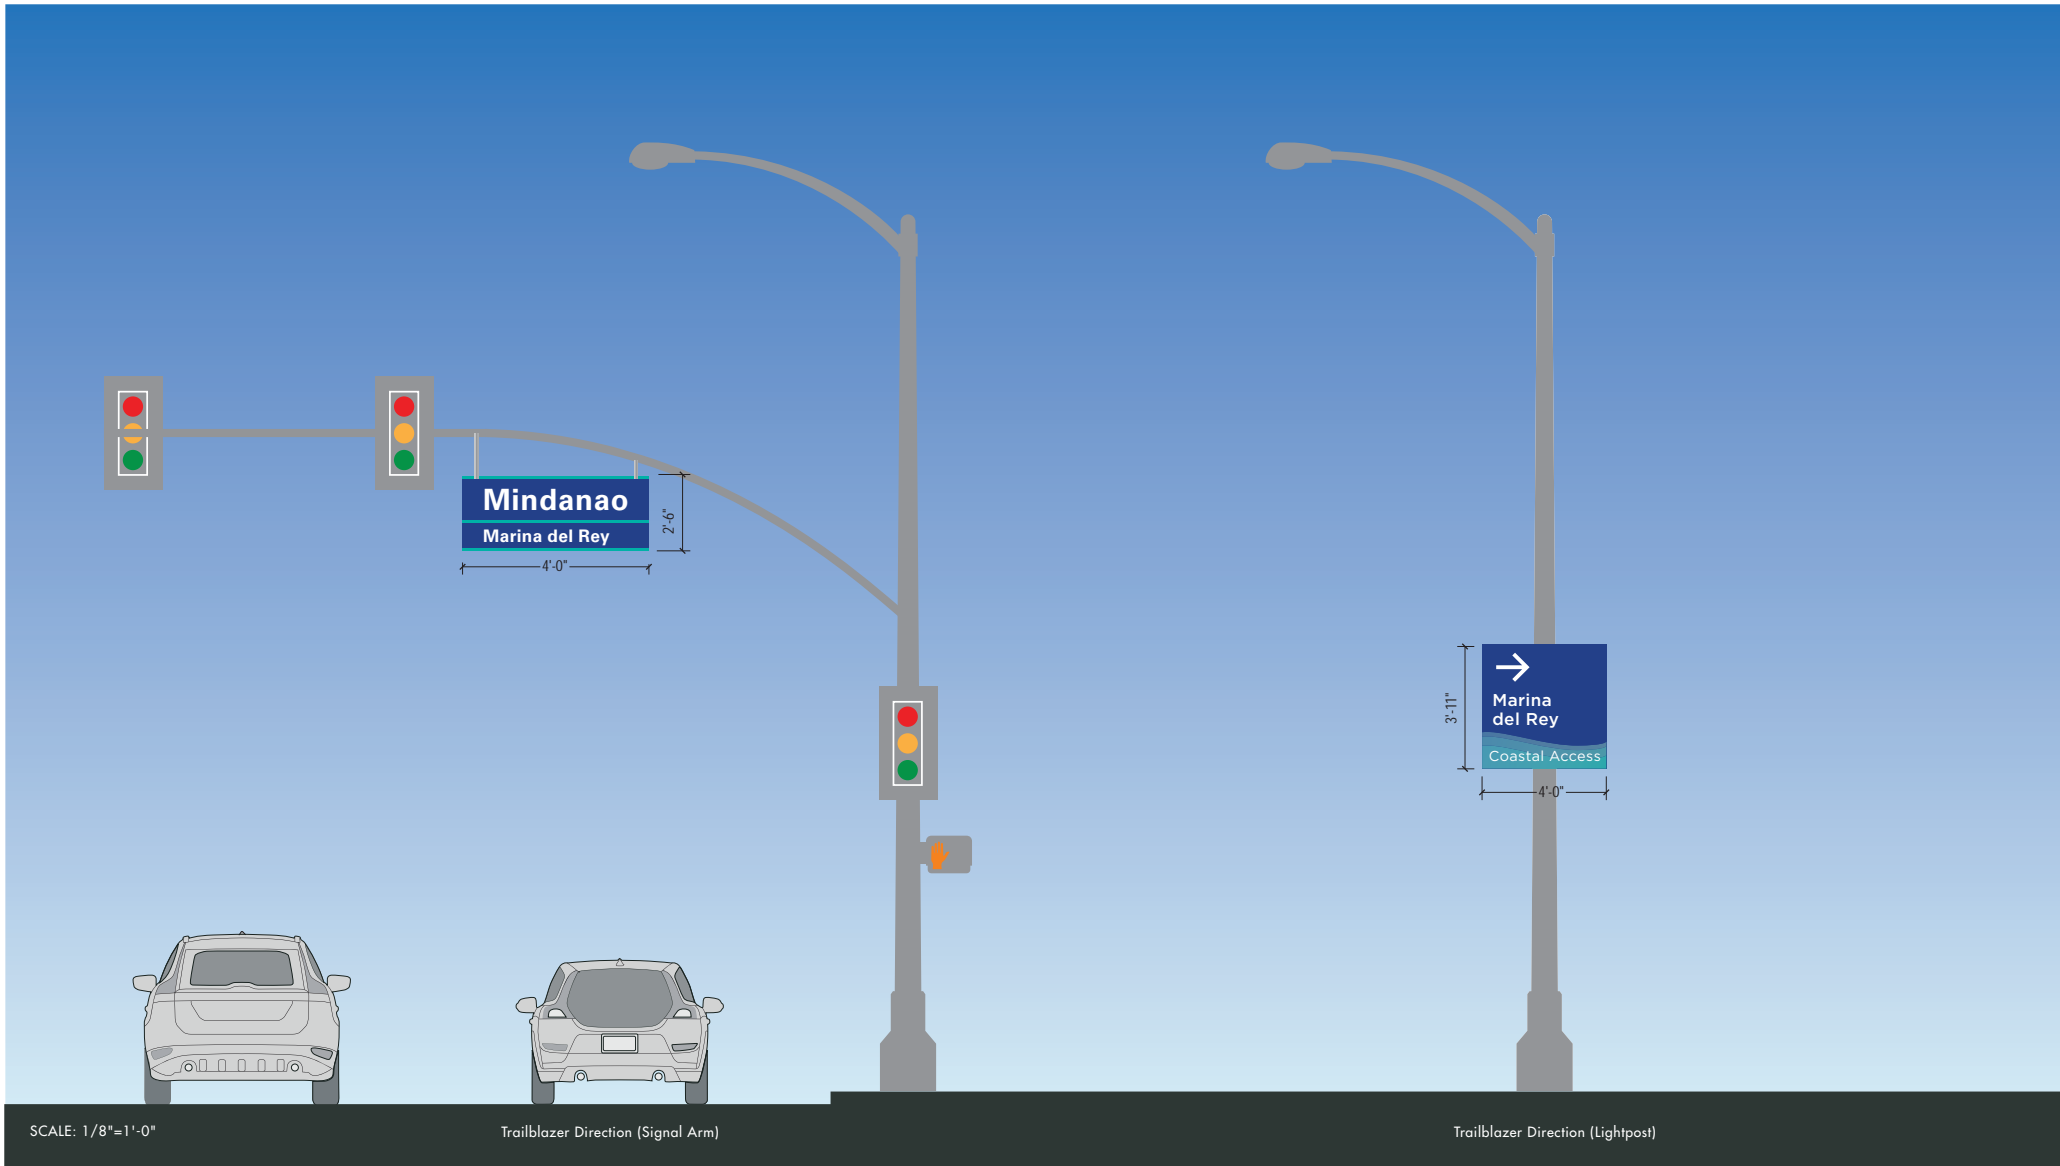 Mindanao
Marina del Rey
2'-6"
4'-0"
Marina
del Rey
Coastal Access
3'-11"
4'-0"
SCALE: 1/8"=1'-0"
Trailblazer Direction (Signal Arm)
Trailblazer Direction (Lightpost)